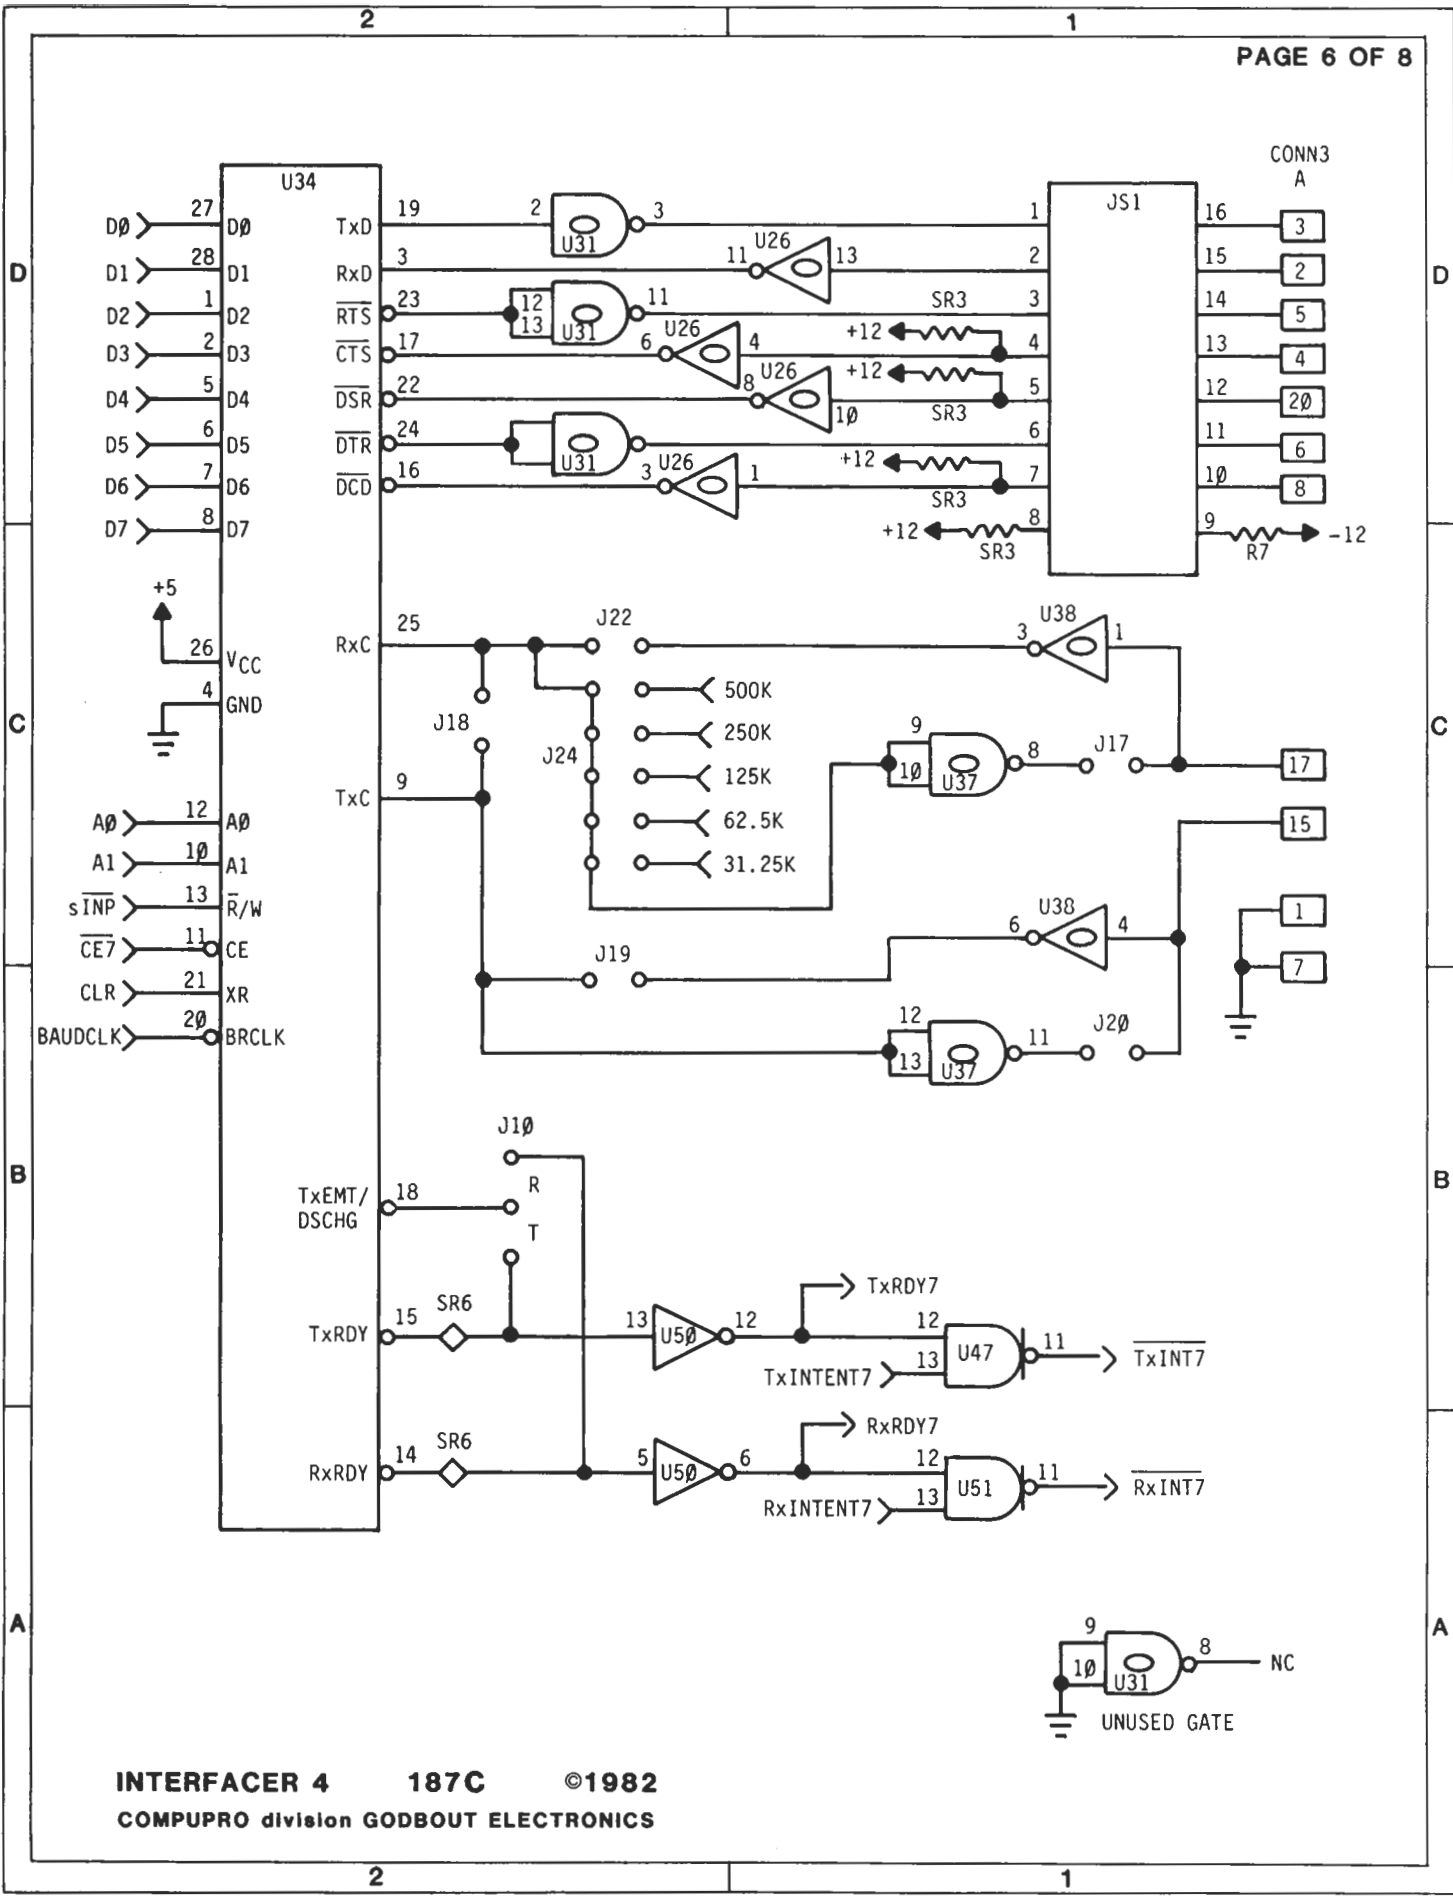 2 1
PAGE 6 OF 8
CONN3
A
U34 JS1
DØ 27 DØ TxD 19 2 U31 3 1 16 3
D1 28 D1 RxD 3 11 U26 13 2 15 2
D2 1 D2 RTS 23 12 13 U31 11 SR3 3 14 5
D3 2 D3 CTS 17 6 U26 4 +12 4 13 4
D4 5 D4 DSR 22 8 U26 1Ø +12 SR3 5 12 2Ø
D5 6 D5 DTR 24 U31 6 11 6
D6 7 D6 DCD 16 3 U26 1 +12 SR3 7 1Ø 8
D7 8 D7 +12 SR3 8 9 R7 -12
D D
+5
26 VCC
4 GND
RxC 25 J22 3 U38 1
J18
500K
250K
J24 125K
62.5K
31.25K
9 1Ø U37 8 J17 17
C C
TxC 9
15
AØ 12 AØ
A1 1Ø A1
sINP 13 R/W
CE7 11 CE
CLR 21 XR
BAUDCLK 2Ø BRCLK
J19 6 U38 4
1
7
12 13 U37 11 J2Ø
J1Ø
R
T
B B
TxEMT/ 18
DSCHG
TxRDY 15 SR6 13 U5Ø 12 TxRDY7
TxINTENT7 12 13 U47 11 TxINT7
RxRDY 14 SR6 5 U5Ø 6 RxRDY7
RxINTENT7 12 13 U51 11 RxINT7
A A
9 1Ø U31 8 NC
UNUSED GATE
INTERFACER 4 187C ©1982
COMPUPRO division GODBOUT ELECTRONICS
2 1